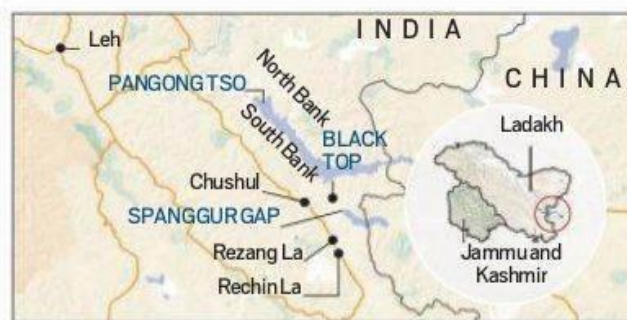 INDIA
Leh
CHINA
PANGONG TSO
North Bank
South Bank
BLACK
TOP
Ladakh
Chushul
SPANGGUR GAP
Rezang La
Rechin La
Jammu and
Kashmir